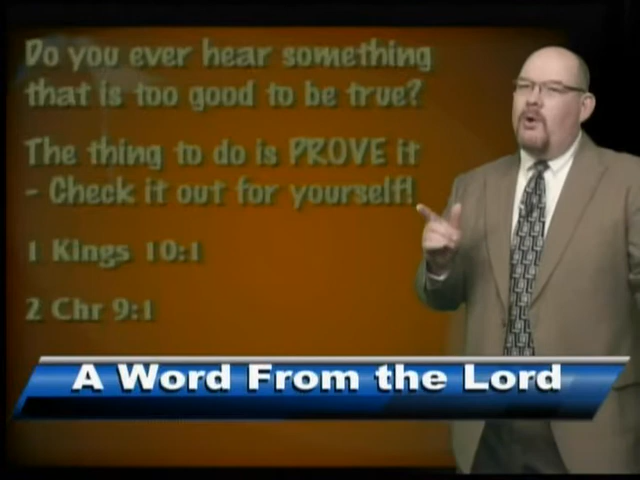 Do you ever hear something
that is too good to be true?
The thing to do is PROVE it
- Check it out for yourself!
1 Kings 10:1
2 Chr 9:1
A Word From the Lord